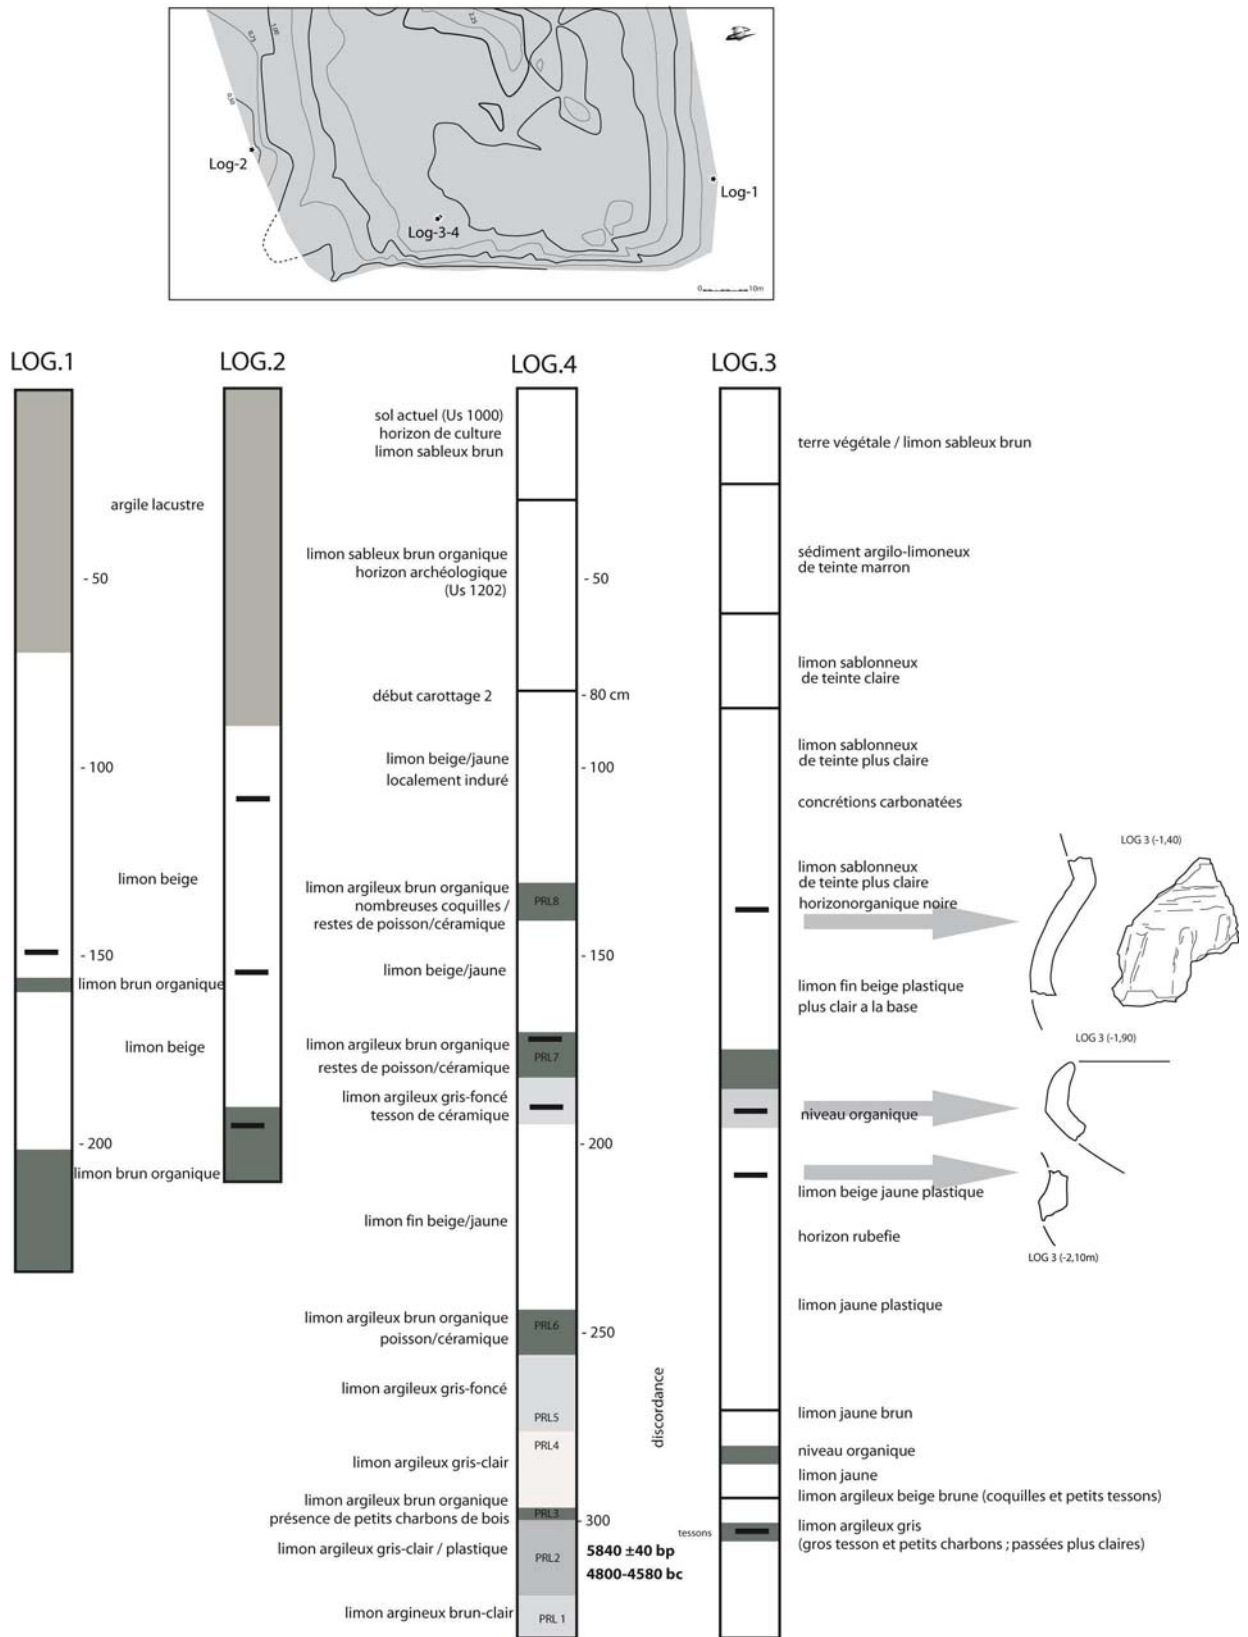 0,75
1,00
2,25
0,50
Log-2
Log-1
Log-3-4
0
10m
LOG.1
LOG.2
LOG.4
LOG.3
argile lacustre
- 50
- 100
limon beige
- 150
limon brun organique
limon beige
- 200
limon brun organique
sol actuel (Us 1000)
horizon de culture
limon sableux brun
limon sableux brun organique
horizon archéologique
(Us 1202)
début carottage 2
limon beige/jaune
localement induré
limon argileux brun organique
nombreuses coquilles /
restes de poisson/céramique
limon beige/jaune
limon argileux brun organique
restes de poisson/céramique
limon argileux gris-foncé
tesson de céramique
limon fin beige/jaune
limon argileux brun organique
poisson/céramique
limon argileux gris-foncé
limon argileux gris-clair
limon argileux brun organique
présence de petits charbons de bois
limon argileux gris-clair / plastique
limon argineux brun-clair
PRL8
PRL7
PRL6
PRL5
PRL4
PRL3
PRL2
PRL 1
- 50
- 80 cm
- 100
- 150
- 200
- 250
- 300
5840 ±40 bp
4800-4580 bc
discordance
tessons
terre végétale / limon sableux brun
sédiment argilo-limoneux
de teinte marron
limon sablonneux
de teinte claire
limon sablonneux
de teinte plus claire
concrétions carbonatées
limon sablonneux
de teinte plus claire
horizonorganique noire
limon fin beige plastique
plus clair a la base
niveau organique
limon beige jaune plastique
horizon rubefie
limon jaune plastique
limon jaune brun
niveau organique
limon jaune
limon argileux beige brune (coquilles et petits tessons)
limon argileux gris
(gros tesson et petits charbons ; passées plus claires)
LOG 3 (-1,40)
LOG 3 (-1,90)
LOG 3 (-2,10m)